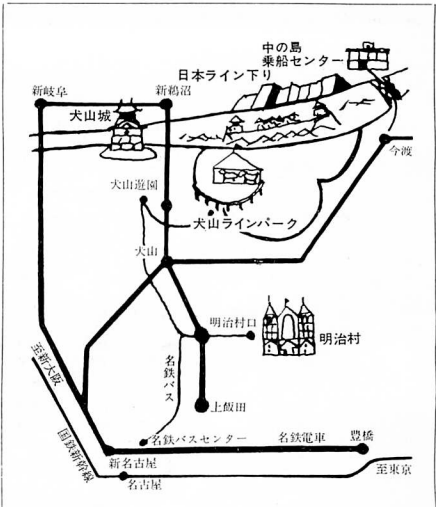 中の島
乗船センター
日本ライン下り
新岐阜
新鵜沼
犬山城
今渡
犬山遊園
犬山ラインパーク
犬山
明治村口
明治村
至新大阪
名鉄バス
上飯田
国鉄新幹線
名鉄バスセンター
名鉄電車
豊橋
新名古屋
名古屋
至東京